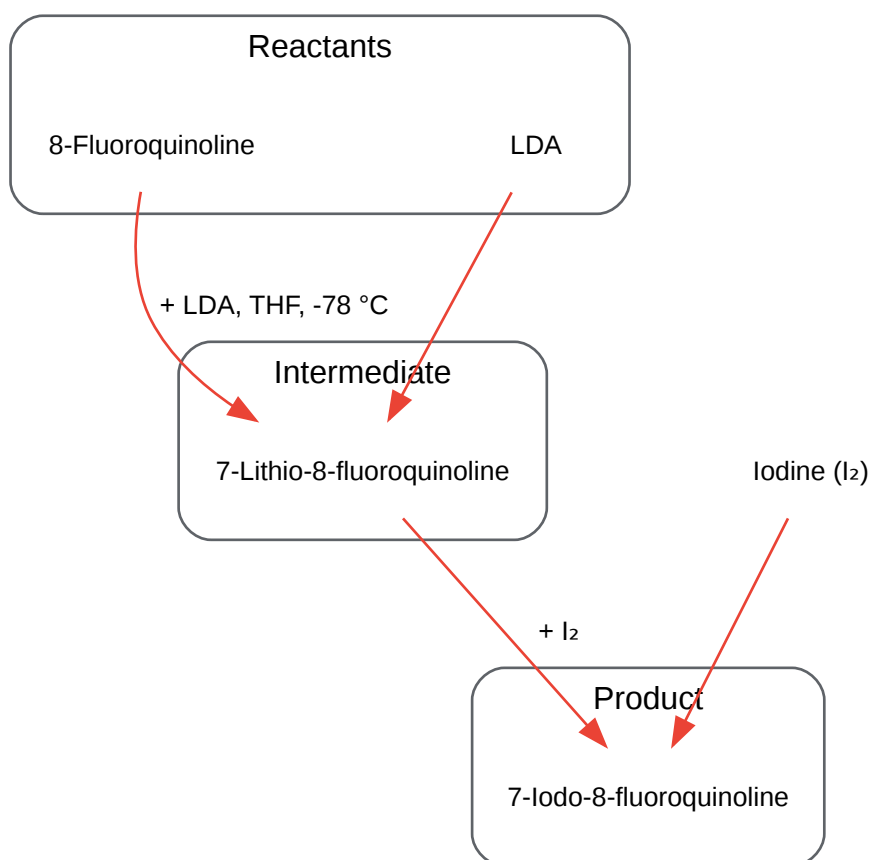 Reactants
8-Fluoroquinoline
LDA
+ LDA, THF, -78 °C
Intermediate
7-Lithio-8-fluoroquinoline
Iodine (I₂)
+ I₂
Product
7-Iodo-8-fluoroquinoline